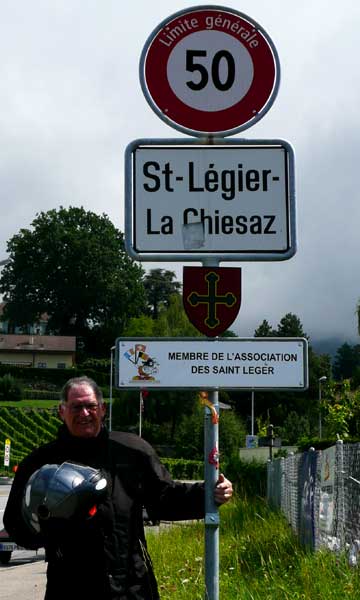 Limite générale
50
St-Légier-
La Chiesaz
MEMBRE DE L'ASSOCIATION
DES SAINT LEGER